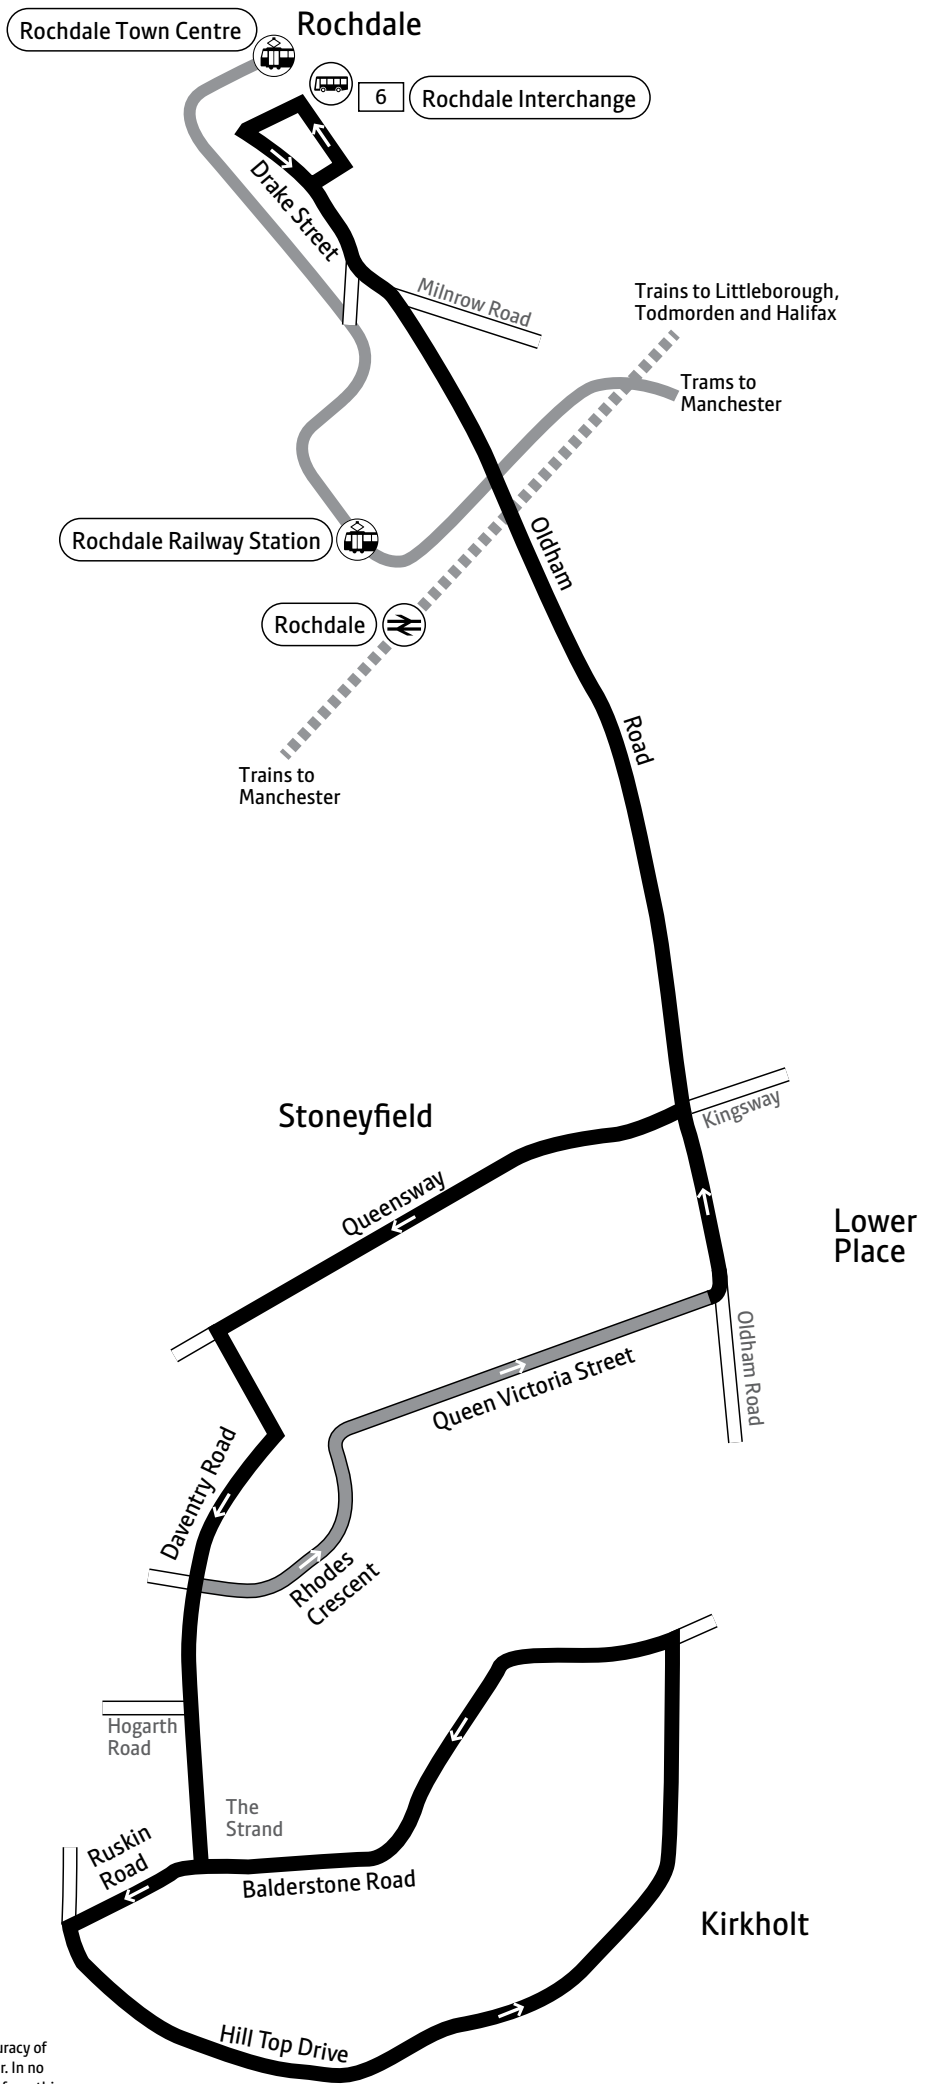 Rochdale Town Centre
Rochdale
6
Rochdale Interchange
Drake Street
Milnrow Road
Trains to Littleborough,
Todmorden and Halifax
Trams to
Manchester
Rochdale Railway Station
Oldham
Rochdale
Road
Trains to
Manchester
Stoneyfield
Kingsway
Queensway
Lower
Place
Oldham Road
Queen Victoria Street
Daventry Road
Rhodes
Crescent
Hogarth
Road
The
Strand
Ruskin
Road
Balderstone Road
Kirkholt
Hill Top Drive
r. In no